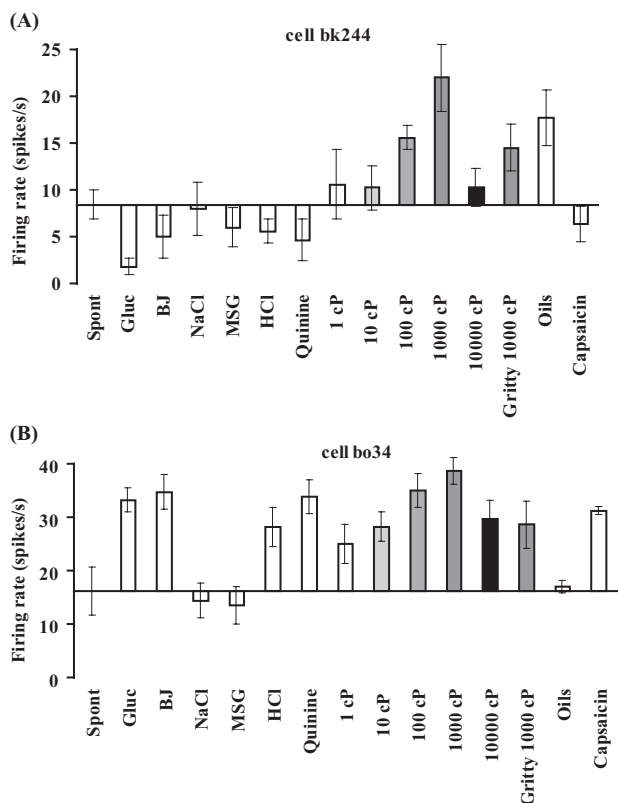 (A)
cell bk244
Firing rate (spikes/s)
25
20
15
10
5
0
Spont
Gluc
BJ
NaCl
MSG
HCl
Quinine
1 cP
10 cP
100 cP
1000 cP
10000 cP
Gritty 1000 cP
Oils
Capsaicin
(B)
cell bo34
Firing rate (spikes/s)
40
30
20
10
0
Spont
Gluc
BJ
NaCl
MSG
HCl
Quinine
1 cP
10 cP
100 cP
1000 cP
10000 cP
Gritty 1000 cP
Oils
Capsaicin